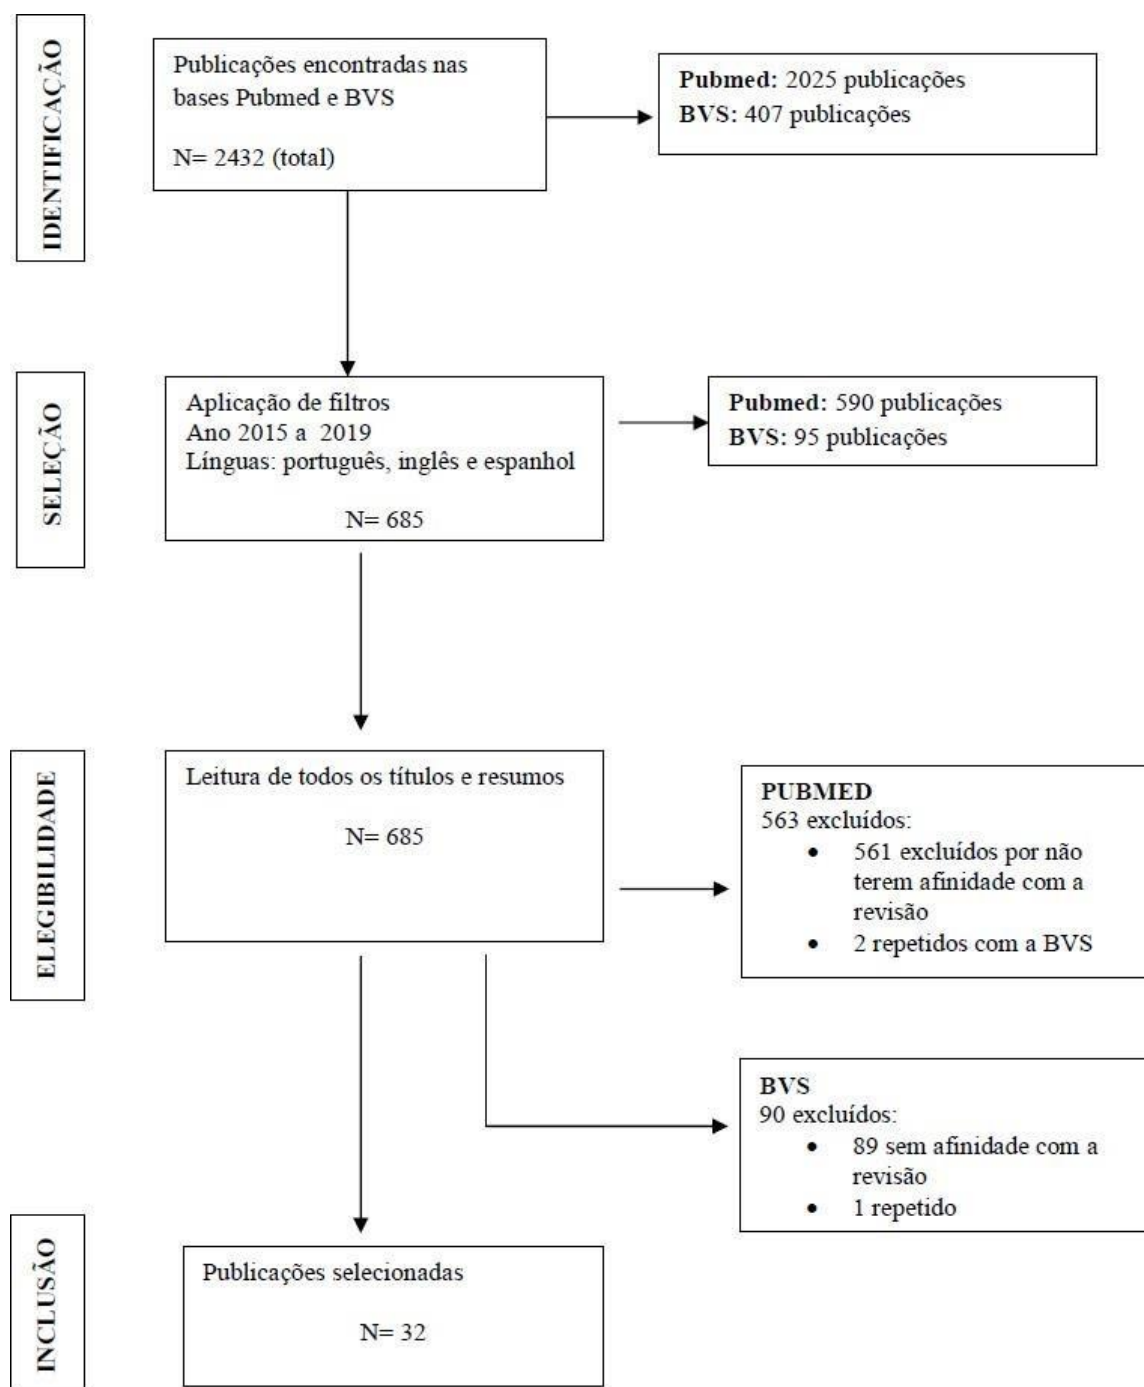 IDENTIFICAÇÃO
Publicações encontradas nas
bases Pubmed e BVS
N= 2432 (total)
Pubmed: 2025 publicações
BVS: 407 publicações
SELEÇÃO
Aplicação de filtros
Ano 2015 a 2019
Línguas: português, inglês e espanhol
N= 685
Pubmed: 590 publicações
BVS: 95 publicações
ELEGIBILIDADE
Leitura de todos os títulos e resumos
N= 685
PUBMED
563 excluídos:
• 561 excluídos por não
terem afinidade com a
revisão
• 2 repetidos com a BVS
BVS
90 excluídos:
• 89 sem afinidade com a
revisão
• 1 repetido
INCLUSÃO
Publicações selecionadas
N= 32